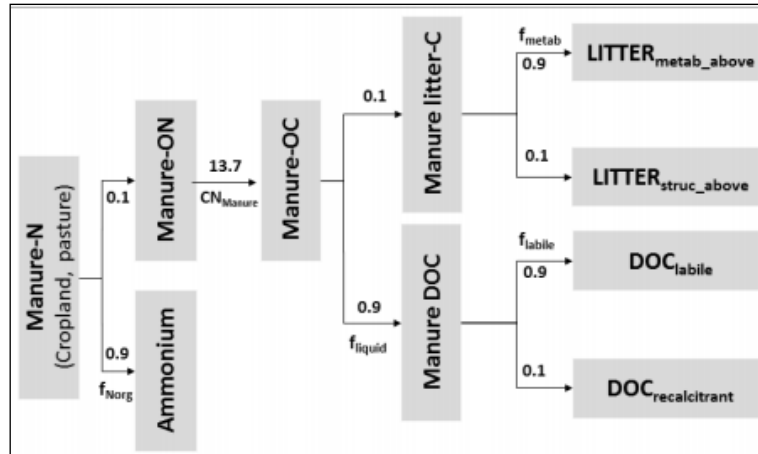 Manure-N
(Cropland, pasture)
0.1
0.9
f_Norg
Manure-ON
Ammonium
13.7
CN_Manure
Manure-OC
0.1
0.9
f_liquid
Manure litter-C
Manure DOC
f_metab
0.9
0.1
f_labile
0.9
0.1
LITTER_metab_above
LITTER_struc_above
DOC_labile
DOC_recalcitrant